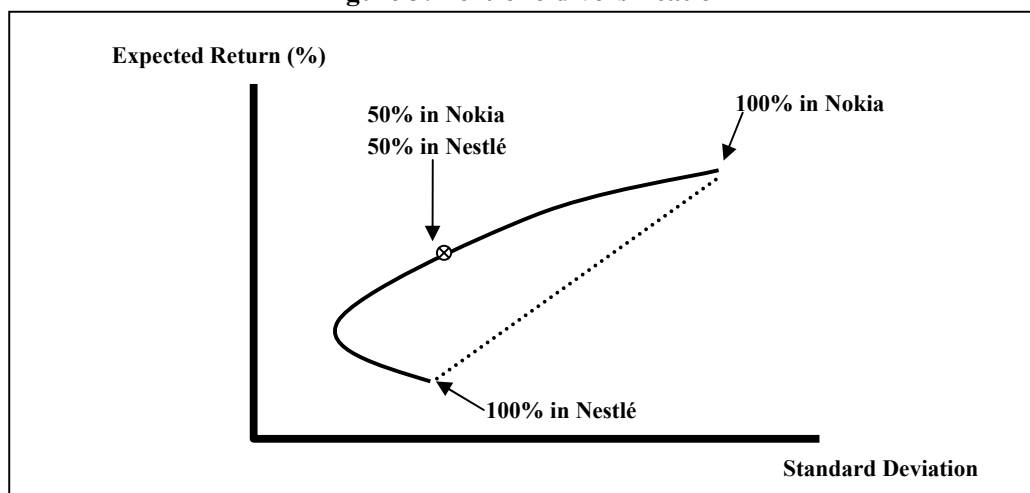 Expected Return (%)
50% in Nokia
50% in Nestlé
100% in Nokia
100% in Nestlé
Standard Deviation